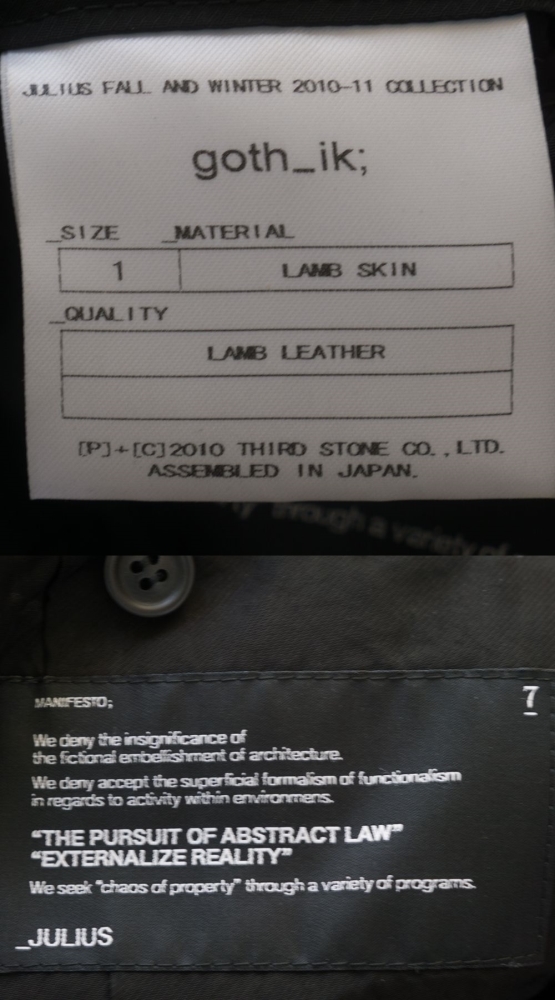 JULIUS FALL AND WINTER 2010-11 COLLECTION
goth_ik;
_SIZE _MATERIAL
1 LAMB SKIN
_QUALITY
LAMB LEATHER
[P]+[C]2010 THIRD STONE CO.,LTD.
ASSEMBLED IN JAPAN.
through a variety of
MANIFESTO;
7
We deny the insignificance of
the fictional embellishment of architecture.
We deny accept the superficial formalism of functionalism
in regards to activity within environmens.
"THE PURSUIT OF ABSTRACT LAW"
"EXTERNALIZE REALITY"
We seek "chaos of property" through a variety of programs.
_JULIUS